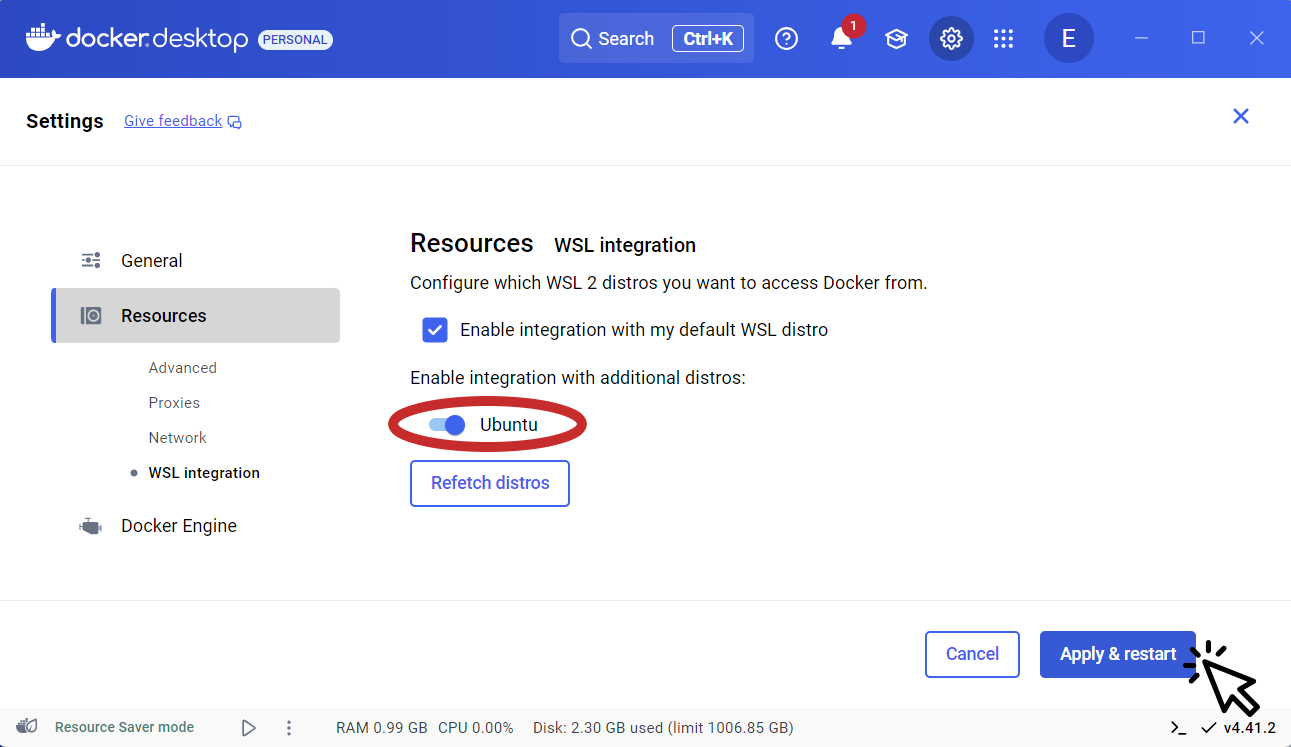 docker.desktop PERSONAL Search Ctrl+K 1 E
Settings Give feedback
Resources WSL integration
General
Configure which WSL 2 distros you want to access Docker from.
Resources
Enable integration with my default WSL distro
Advanced
Enable integration with additional distros:
Proxies
Ubuntu
Network
WSL integration
Refetch distros
Docker Engine
Cancel Apply & restart
Resource Saver mode RAM 0.99 GB CPU 0.00% Disk: 2.30 GB used (limit 1006.85 GB) v4.41.2